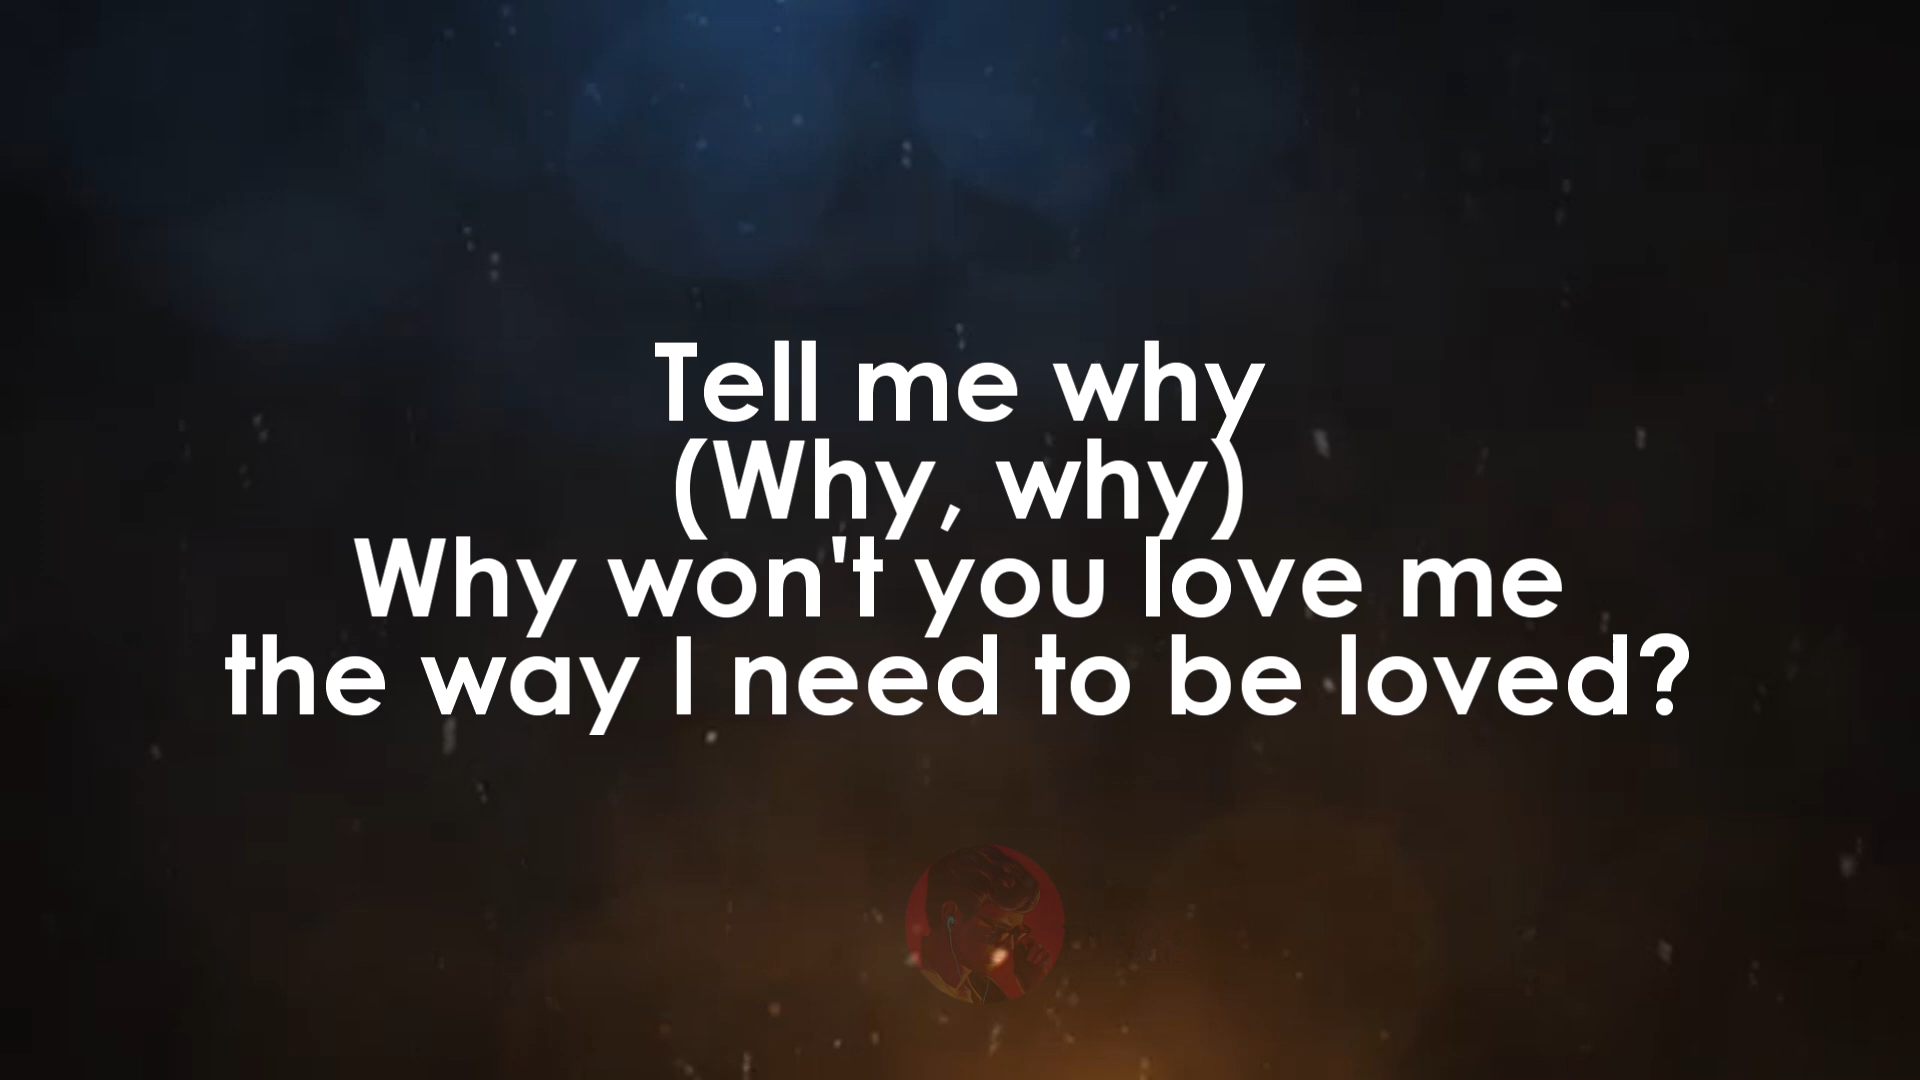 Tell me why
(Why, why)
Why won't you love me
the way I need to be loved?